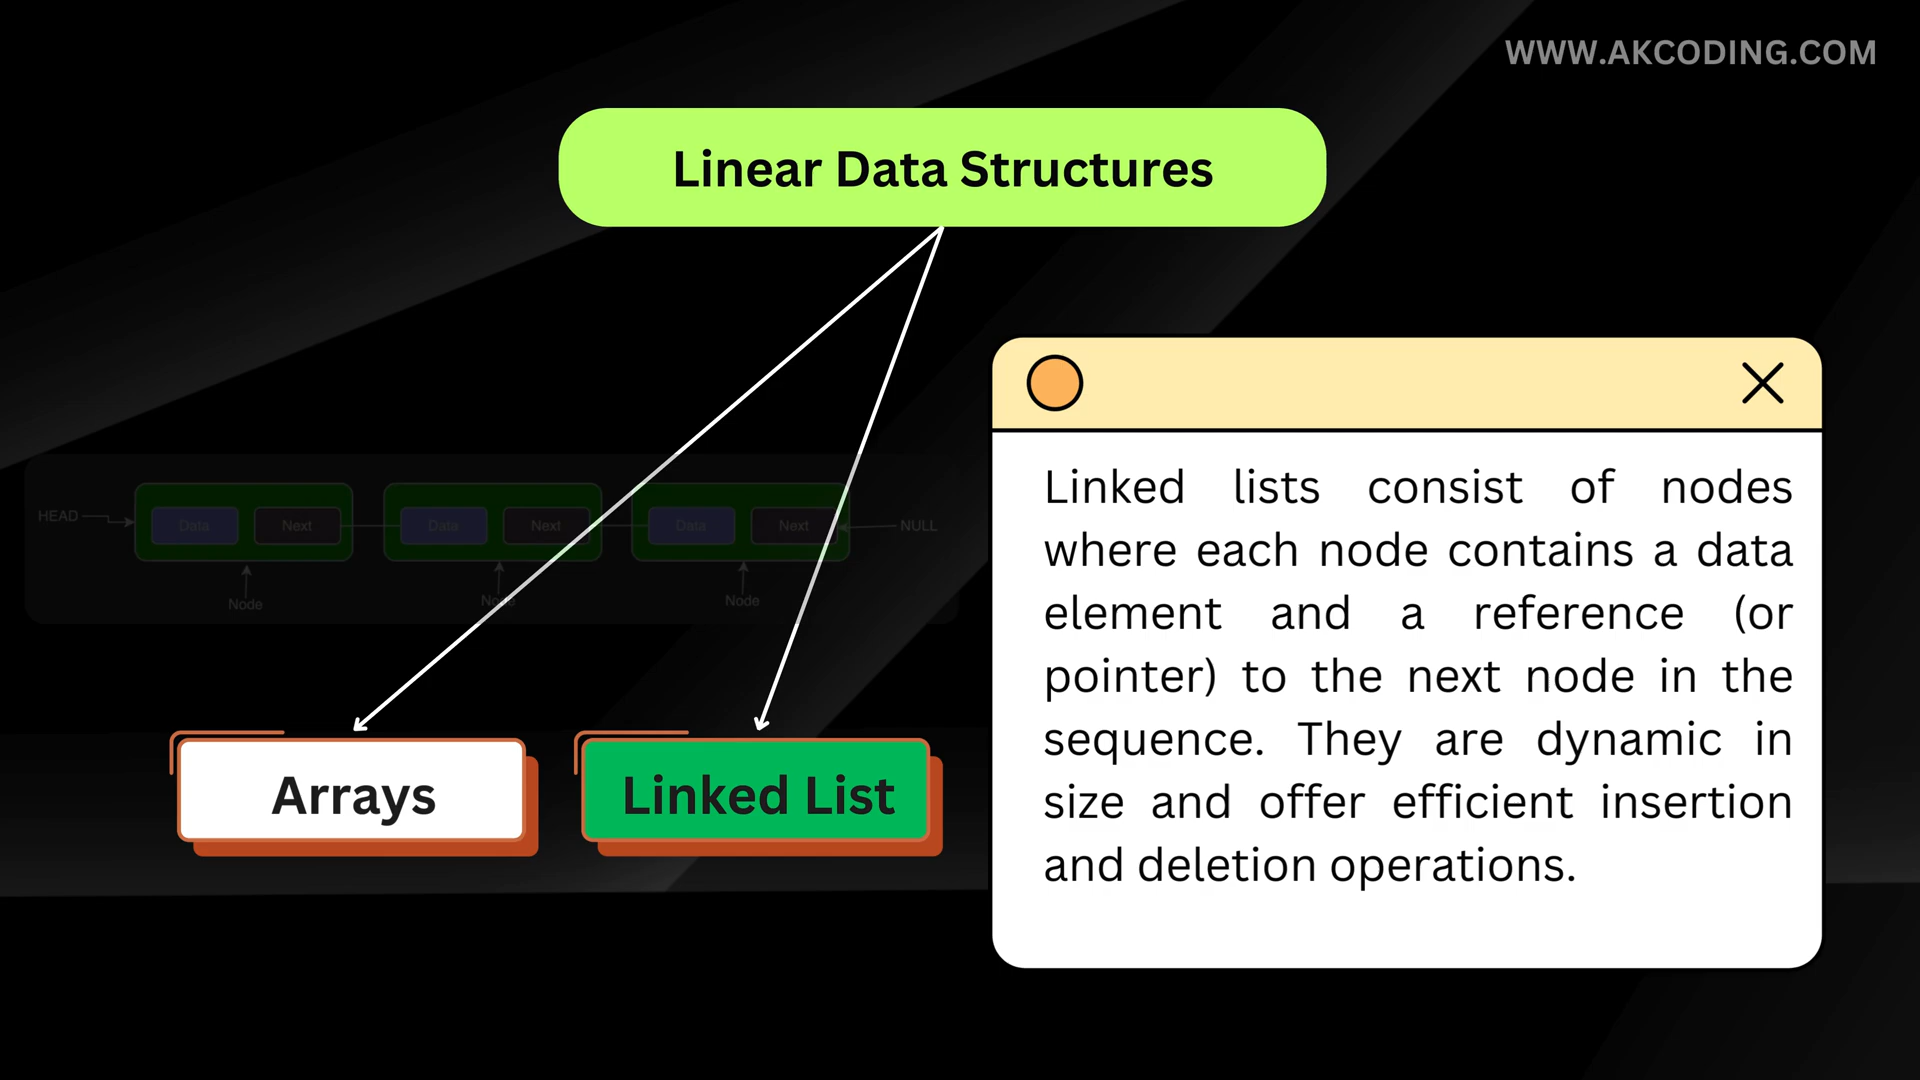 WWW.AKCODING.COM
Linear Data Structures
Linked lists consist of nodes
where each node contains a data
element and a reference (or
pointer) to the next node in the
sequence. They are dynamic in
size and offer efficient insertion
and deletion operations.
HEAD Data Next Data Next Data Next NULL
Node Node Node
Arrays Linked List